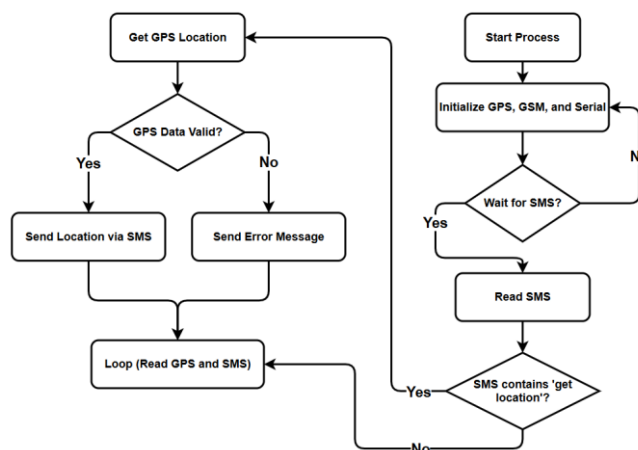 Get GPS Location
Start Process
Initialize GPS, GSM, and Serial
GPS Data Valid?
Yes
No
N
Wait for SMS?
Yes
Send Location via SMS
Send Error Message
Read SMS
Loop (Read GPS and SMS)
SMS contains 'get
location'?
Yes
No